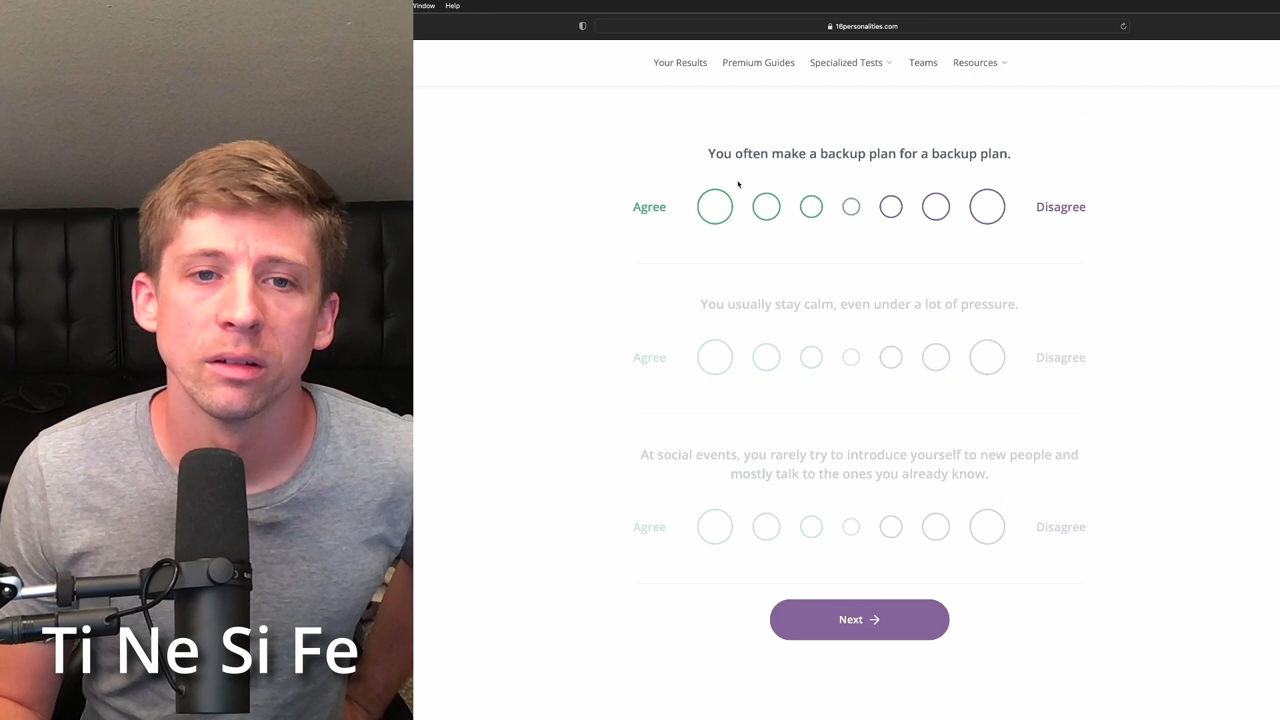 Window Help
16personalities.com
Your Results Premium Guides Specialized Tests Teams Resources
You often make a backup plan for a backup plan.
Agree Disagree
You usually stay calm, even under a lot of pressure.
Agree Disagree
At social events, you rarely try to introduce yourself to new people and
mostly talk to the ones you already know.
Agree Disagree
Next
Ti Ne Si Fe